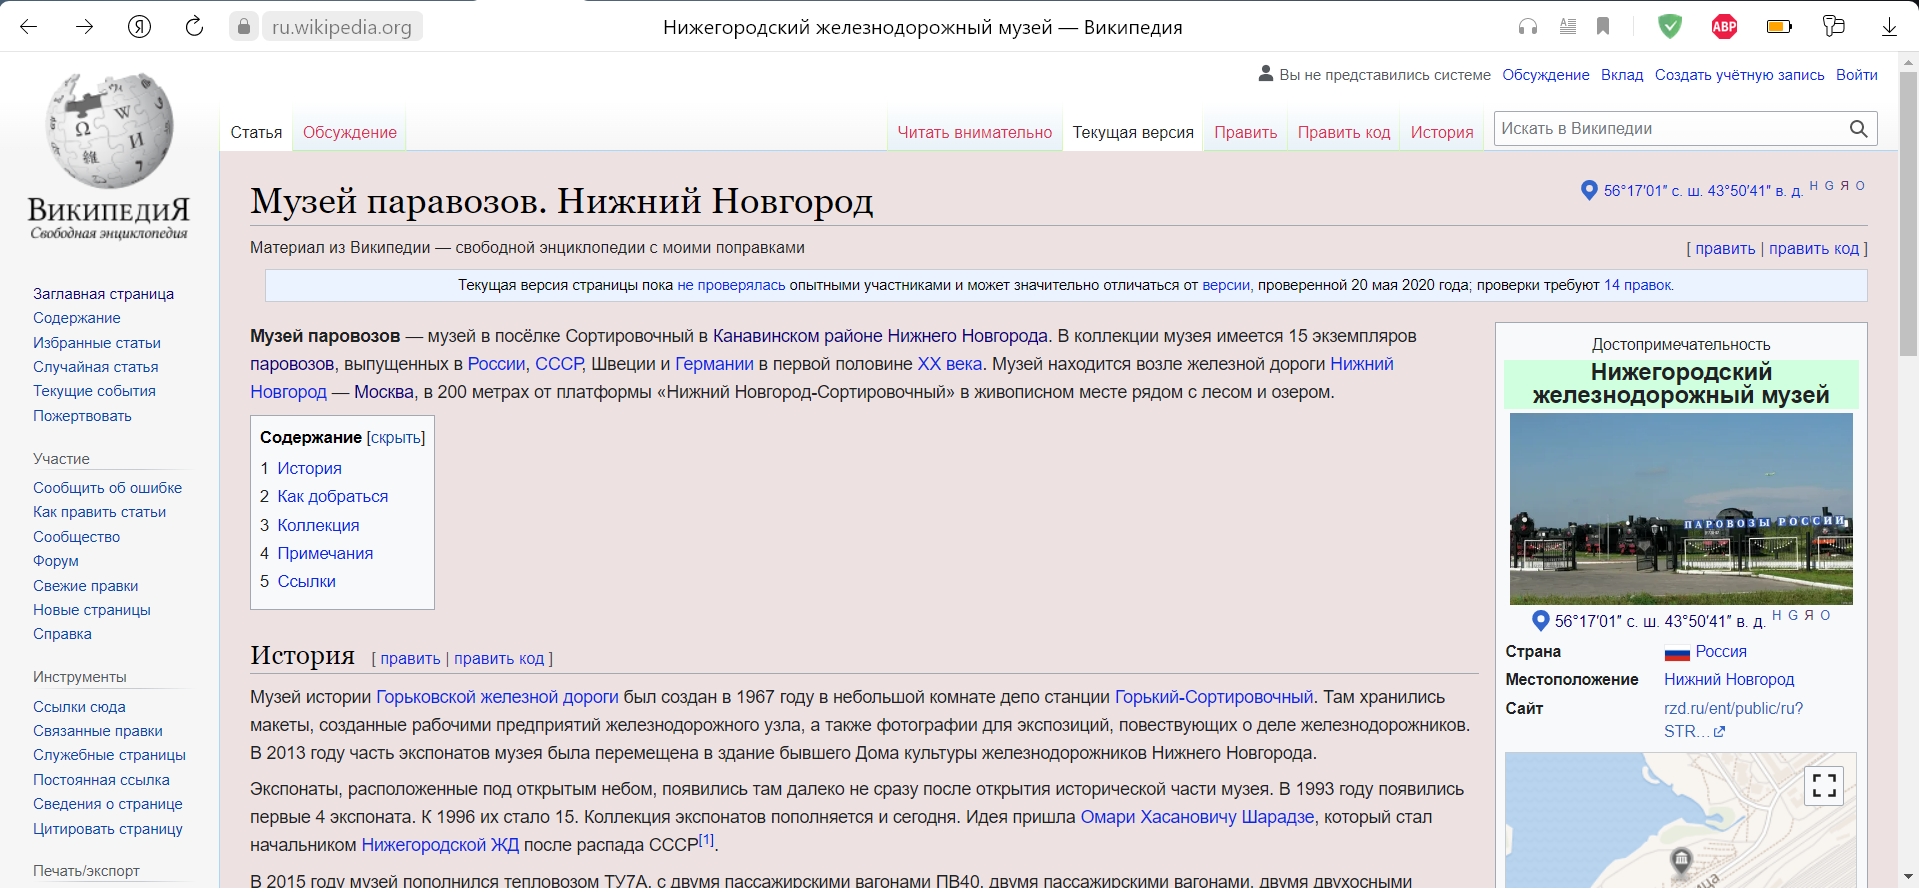 ru.wikipedia.org
Нижегородский железнодорожный музей — Википедия
ABP
Вы не представились системе Обсуждение Вклад Создать учётную запись Войти
Статья Обсуждение Читать внимательно Текущая версия Править Править код История Искать в Википедии
ВикипедиЯ
Свободная энциклопедия
Заглавная страница
Содержание
Избранные статьи
Случайная статья
Текущие события
Пожертвовать
Участие
Сообщить об ошибке
Как править статьи
Сообщество
Форум
Свежие правки
Новые страницы
Справка
Инструменты
Ссылки сюда
Связанные правки
Служебные страницы
Постоянная ссылка
Сведения о странице
Цитировать страницу
Печать/экспорт
Музей паравозов. Нижний Новгород
56°17′01″ с. ш. 43°50′41″ в. д. H G Я O
Материал из Википедии — свободной энциклопедии с моими поправками
[ править | править код ]
Текущая версия страницы пока не проверялась опытными участниками и может значительно отличаться от версии, проверенной 20 мая 2020 года; проверки требуют 14 правок.
Музей паровозов — музей в посёлке Сортировочный в Канавинском районе Нижнего Новгорода. В коллекции музея имеется 15 экземпляров
паровозов, выпущенных в России, СССР, Швеции и Германии в первой половине XX века. Музей находится возле железной дороги Нижний
Новгород — Москва, в 200 метрах от платформы «Нижний Новгород-Сортировочный» в живописном месте рядом с лесом и озером.
Содержание [скрыть]
1 История
2 Как добраться
3 Коллекция
4 Примечания
5 Ссылки
История [ править | править код ]
Музей истории Горьковской железной дороги был создан в 1967 году в небольшой комнате депо станции Горький-Сортировочный. Там хранились
макеты, созданные рабочими предприятий железнодорожного узла, а также фотографии для экспозиций, повествующих о деле железнодорожников.
В 2013 году часть экспонатов музея была перемещена в здание бывшего Дома культуры железнодорожников Нижнего Новгорода.
Экспонаты, расположенные под открытым небом, появились там далеко не сразу после открытия исторической части музея. В 1993 году появились
первые 4 экспоната. К 1996 их стало 15. Коллекция экспонатов пополняется и сегодня. Идея пришла Омари Хасановичу Шарадзе, который стал
начальником Нижегородской ЖД после распада СССР[1].
В 2015 году музей пополнился тепловозом ТУ7А, с двумя пассажирскими вагонами ПВ40, двумя пассажирскими вагонами, двумя двухосными
Достопримечательность
Нижегородский
железнодорожный музей
ПАРОВОЗЫ РОССИИ
56°17′01″ с. ш. 43°50′41″ в. д. H G Я O
Страна Россия
Местоположение Нижний Новгород
Сайт rzd.ru/ent/public/ru?
STR…